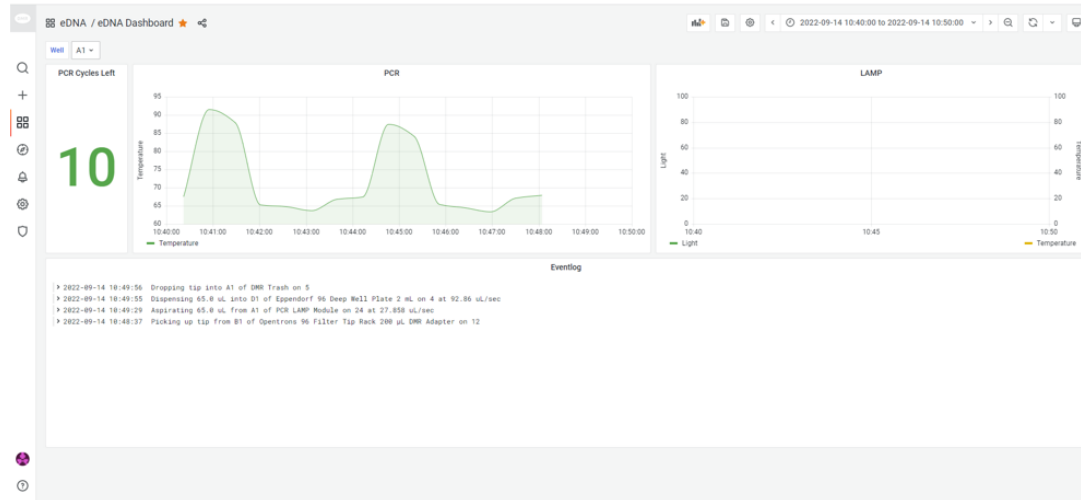 eDNA / eDNA Dashboard
2022-09-14 10:40:00 to 2022-09-14 10:50:00
Well A1
PCR Cycles Left
10
PCR
95
90
85
80
75
70
65
60
Temperature
10:40:00 10:41:00 10:42:00 10:43:00 10:44:00 10:45:00 10:46:00 10:47:00 10:48:00 10:49:00 10:50:00
Temperature
LAMP
100 100
80 80
60 60
40 40
20 20
0 0
Light
Temperature
10:40 10:45 10:50
Light Temperature
Eventlog
2022-09-14 10:49:56 Dropping tip into A1 of DMR Trash on 5
2022-09-14 10:49:55 Dispensing 65.0 uL into D1 of Eppendorf 96 Deep Well Plate 2 mL on 4 at 92.86 uL/sec
2022-09-14 10:49:29 Aspirating 65.0 uL from A1 of PCR LAMP Module on 24 at 27.858 uL/sec
2022-09-14 10:48:37 Picking up tip from B1 of Opentrons 96 Filter Tip Rack 200 µL DMR Adapter on 12